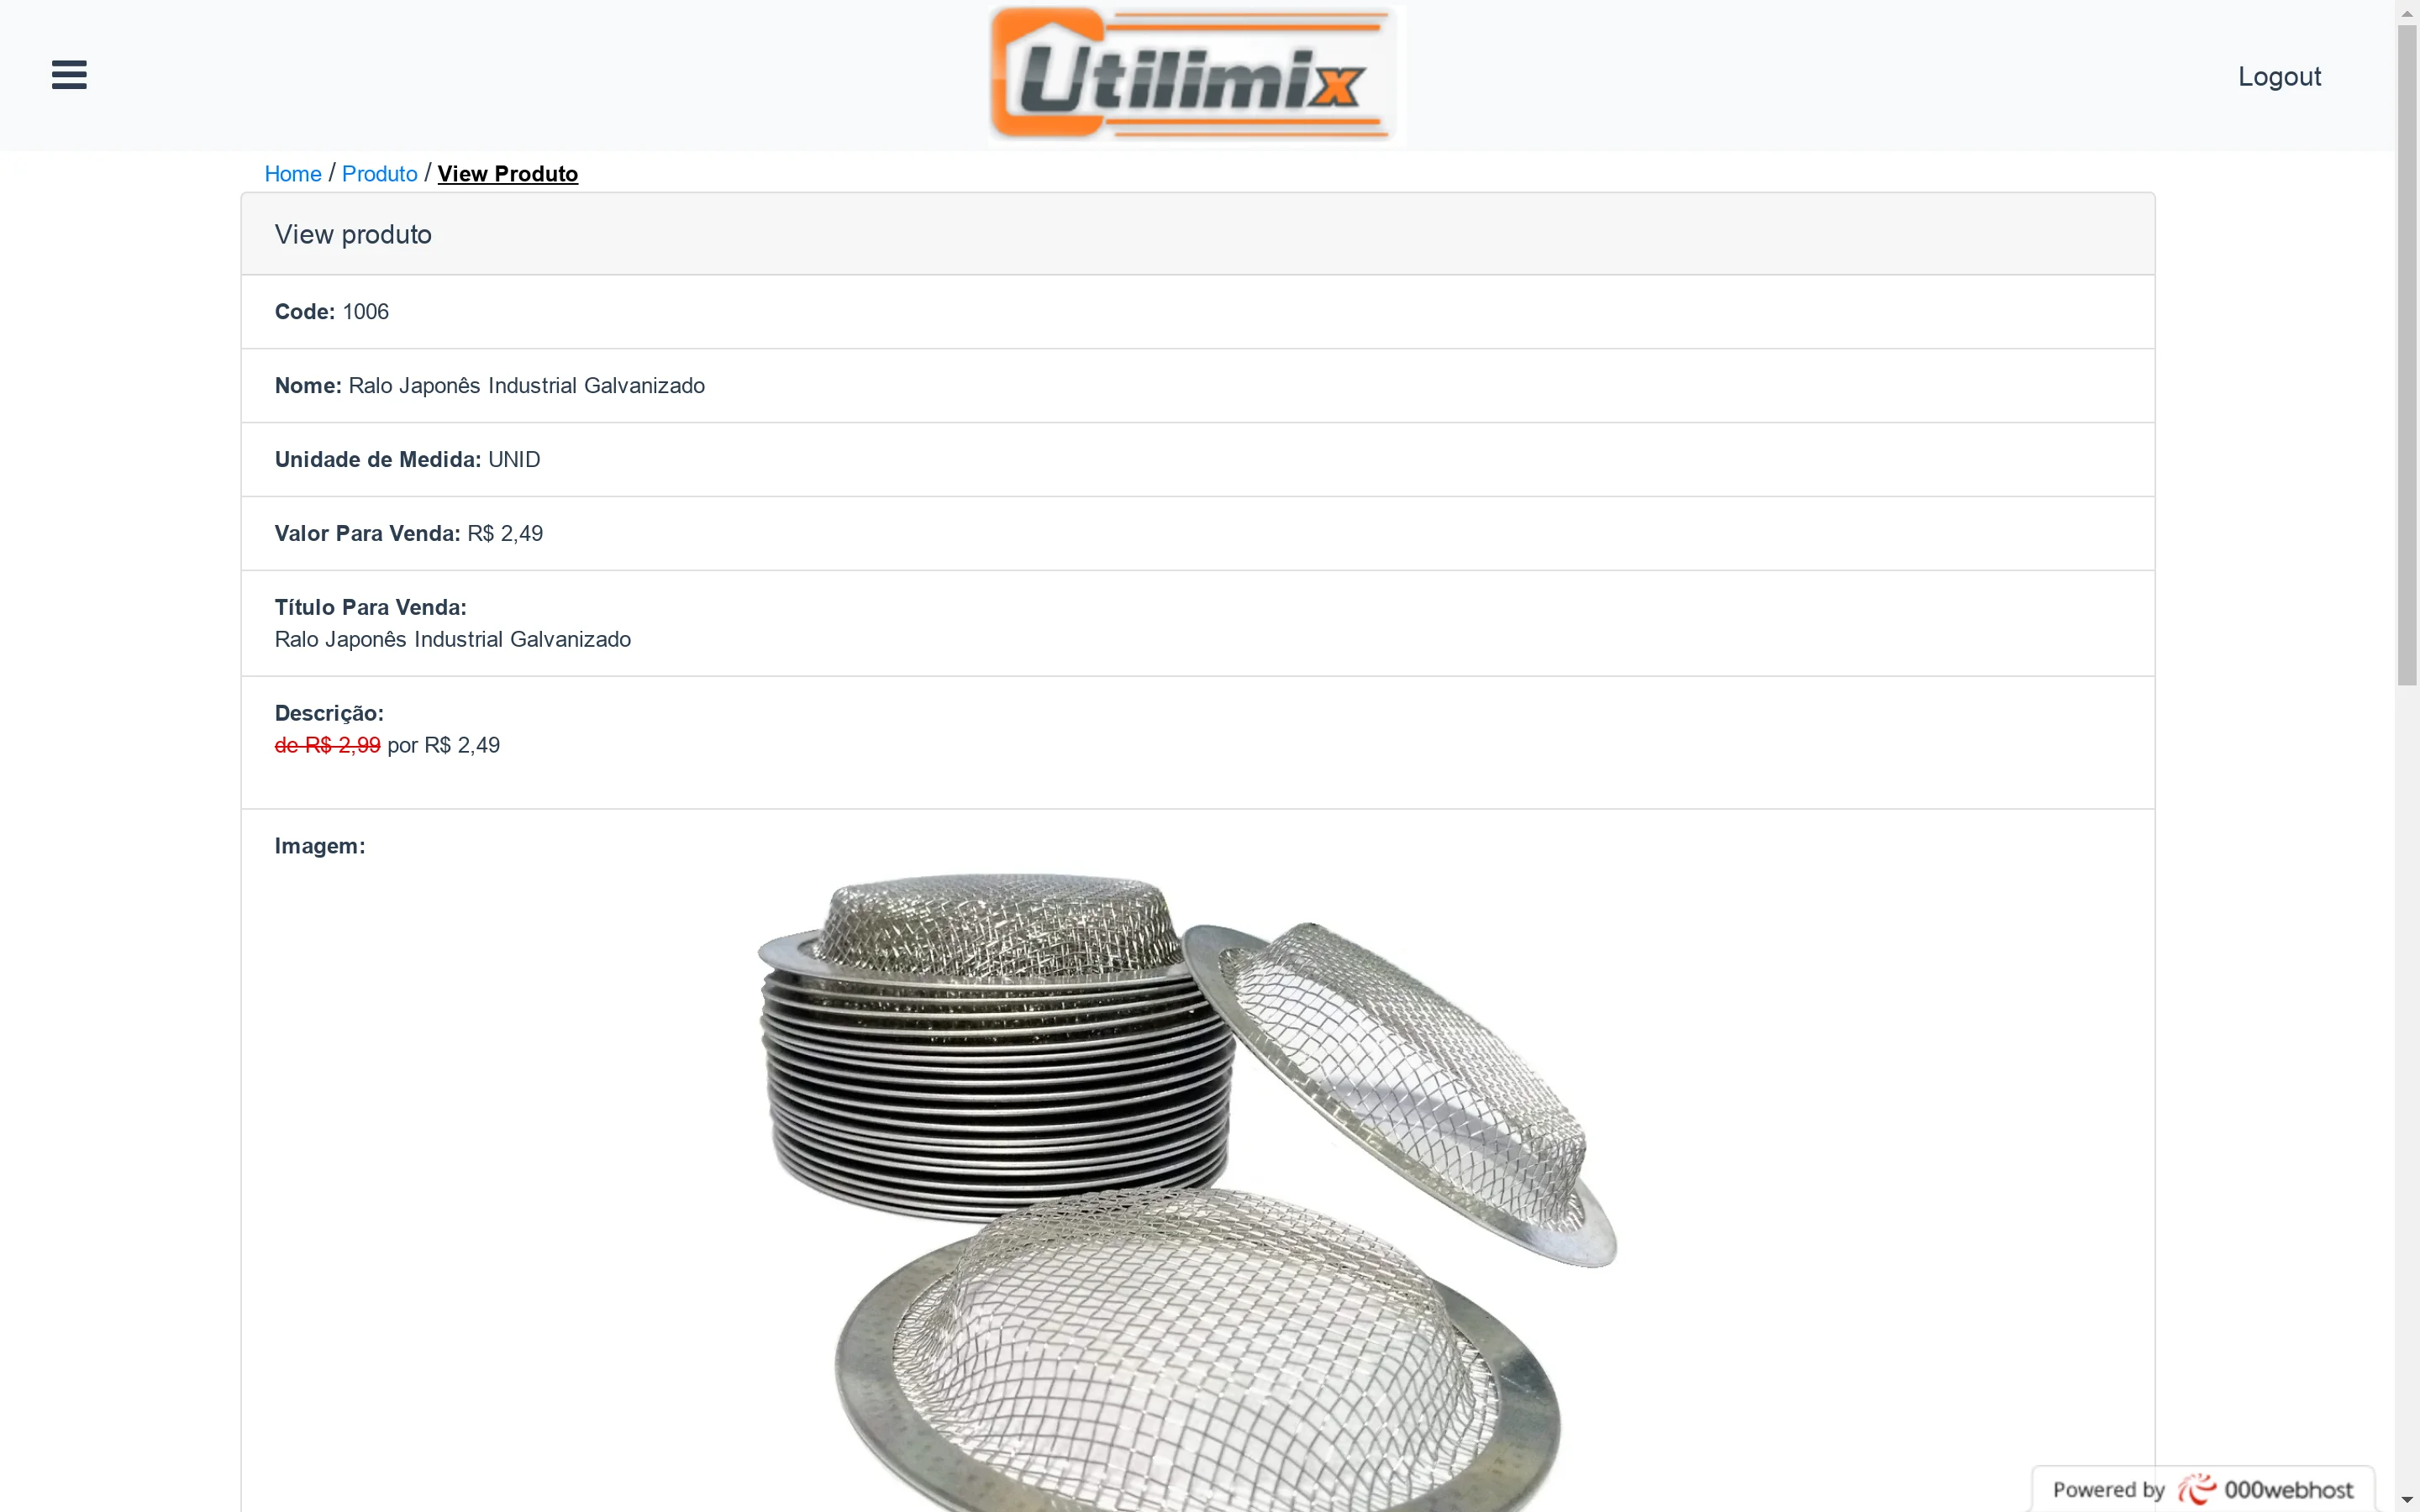 Utilimix
Logout
Home / Produto / View Produto
View produto
Code: 1006
Nome: Ralo Japonês Industrial Galvanizado
Unidade de Medida: UNID
Valor Para Venda: R$ 2,49
Título Para Venda:
Ralo Japonês Industrial Galvanizado
Descrição:
de R$ 2,99 por R$ 2,49
Imagem:
Powered by 000webhost